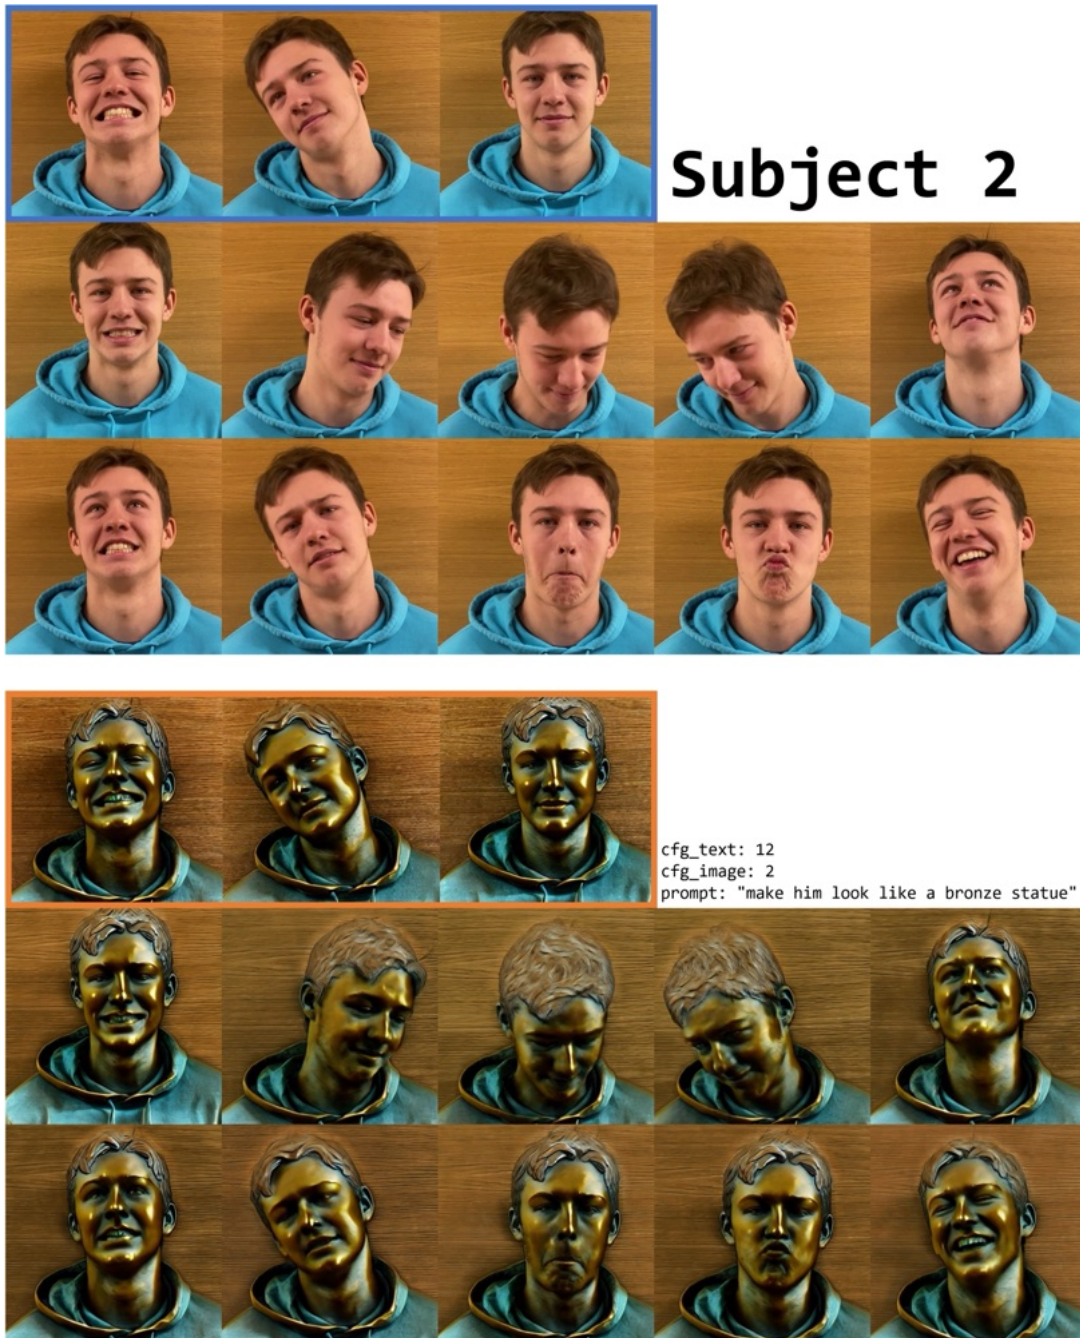 Subject 2
cfg_text: 12
cfg_image: 2
prompt: "make him look like a bronze statue"